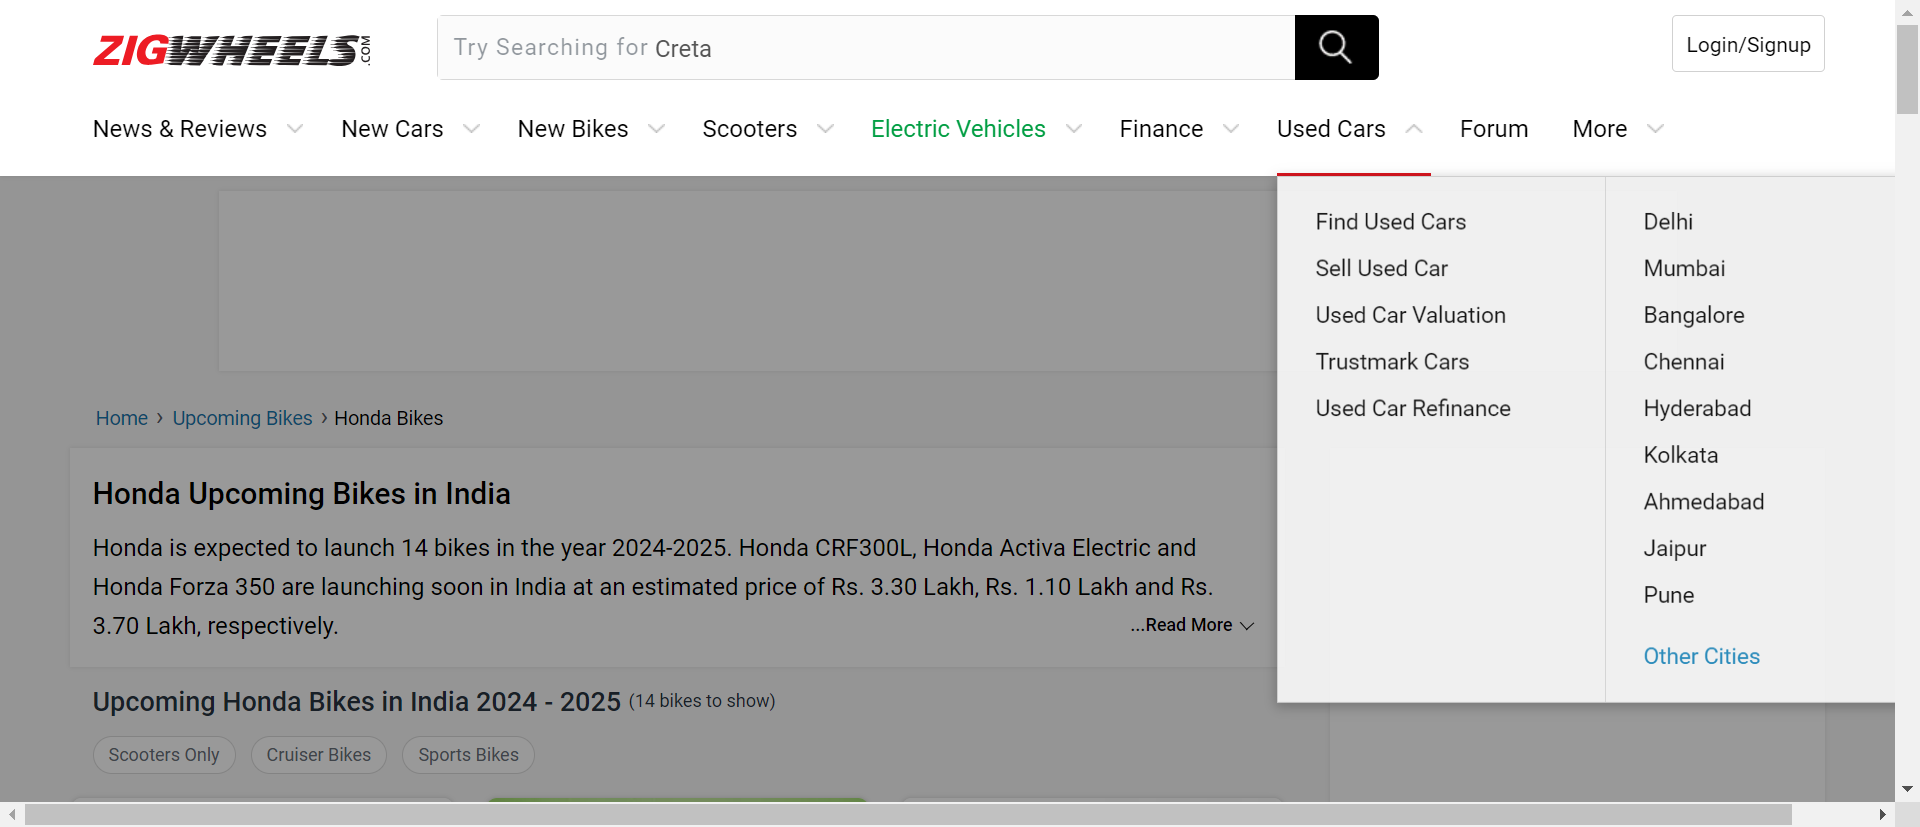 ZIGWHEELS.COM
Try Searching for Creta
Login/Signup
News & Reviews New Cars New Bikes Scooters Electric Vehicles Finance Used Cars Forum More
Find Used Cars
Sell Used Car
Used Car Valuation
Trustmark Cars
Used Car Refinance
Delhi
Mumbai
Bangalore
Chennai
Hyderabad
Kolkata
Ahmedabad
Jaipur
Pune
Other Cities
Home › Upcoming Bikes › Honda Bikes
Honda Upcoming Bikes in India
Honda is expected to launch 14 bikes in the year 2024-2025. Honda CRF300L, Honda Activa Electric and
Honda Forza 350 are launching soon in India at an estimated price of Rs. 3.30 Lakh, Rs. 1.10 Lakh and Rs.
3.70 Lakh, respectively.
...Read More
Upcoming Honda Bikes in India 2024 - 2025 (14 bikes to show)
Scooters Only Cruiser Bikes Sports Bikes